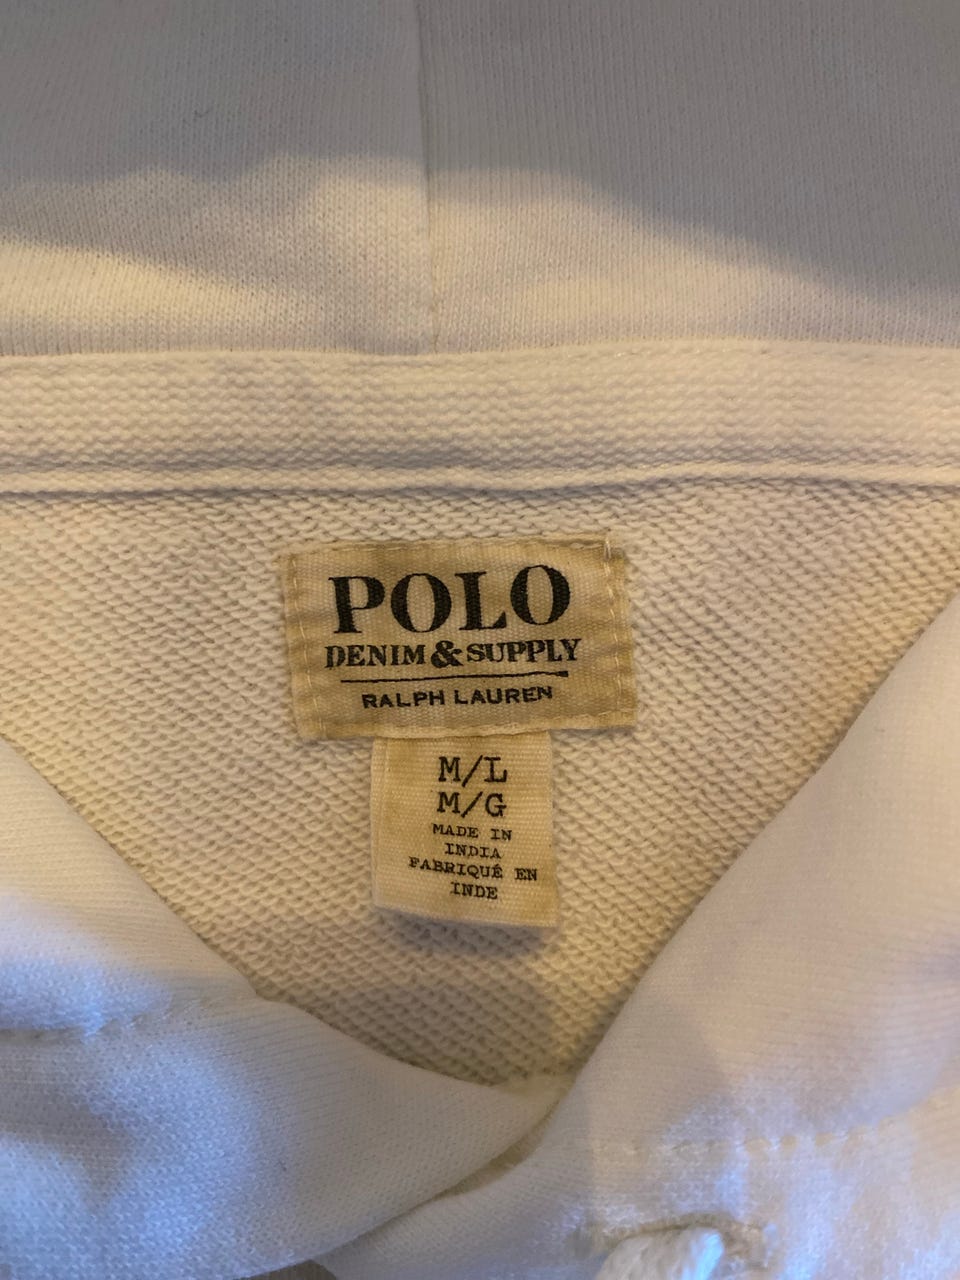 POLO
DENIM & SUPPLY
RALPH LAUREN
M/L
M/G
MADE IN
INDIA
FABRIQUÉ EN
INDE